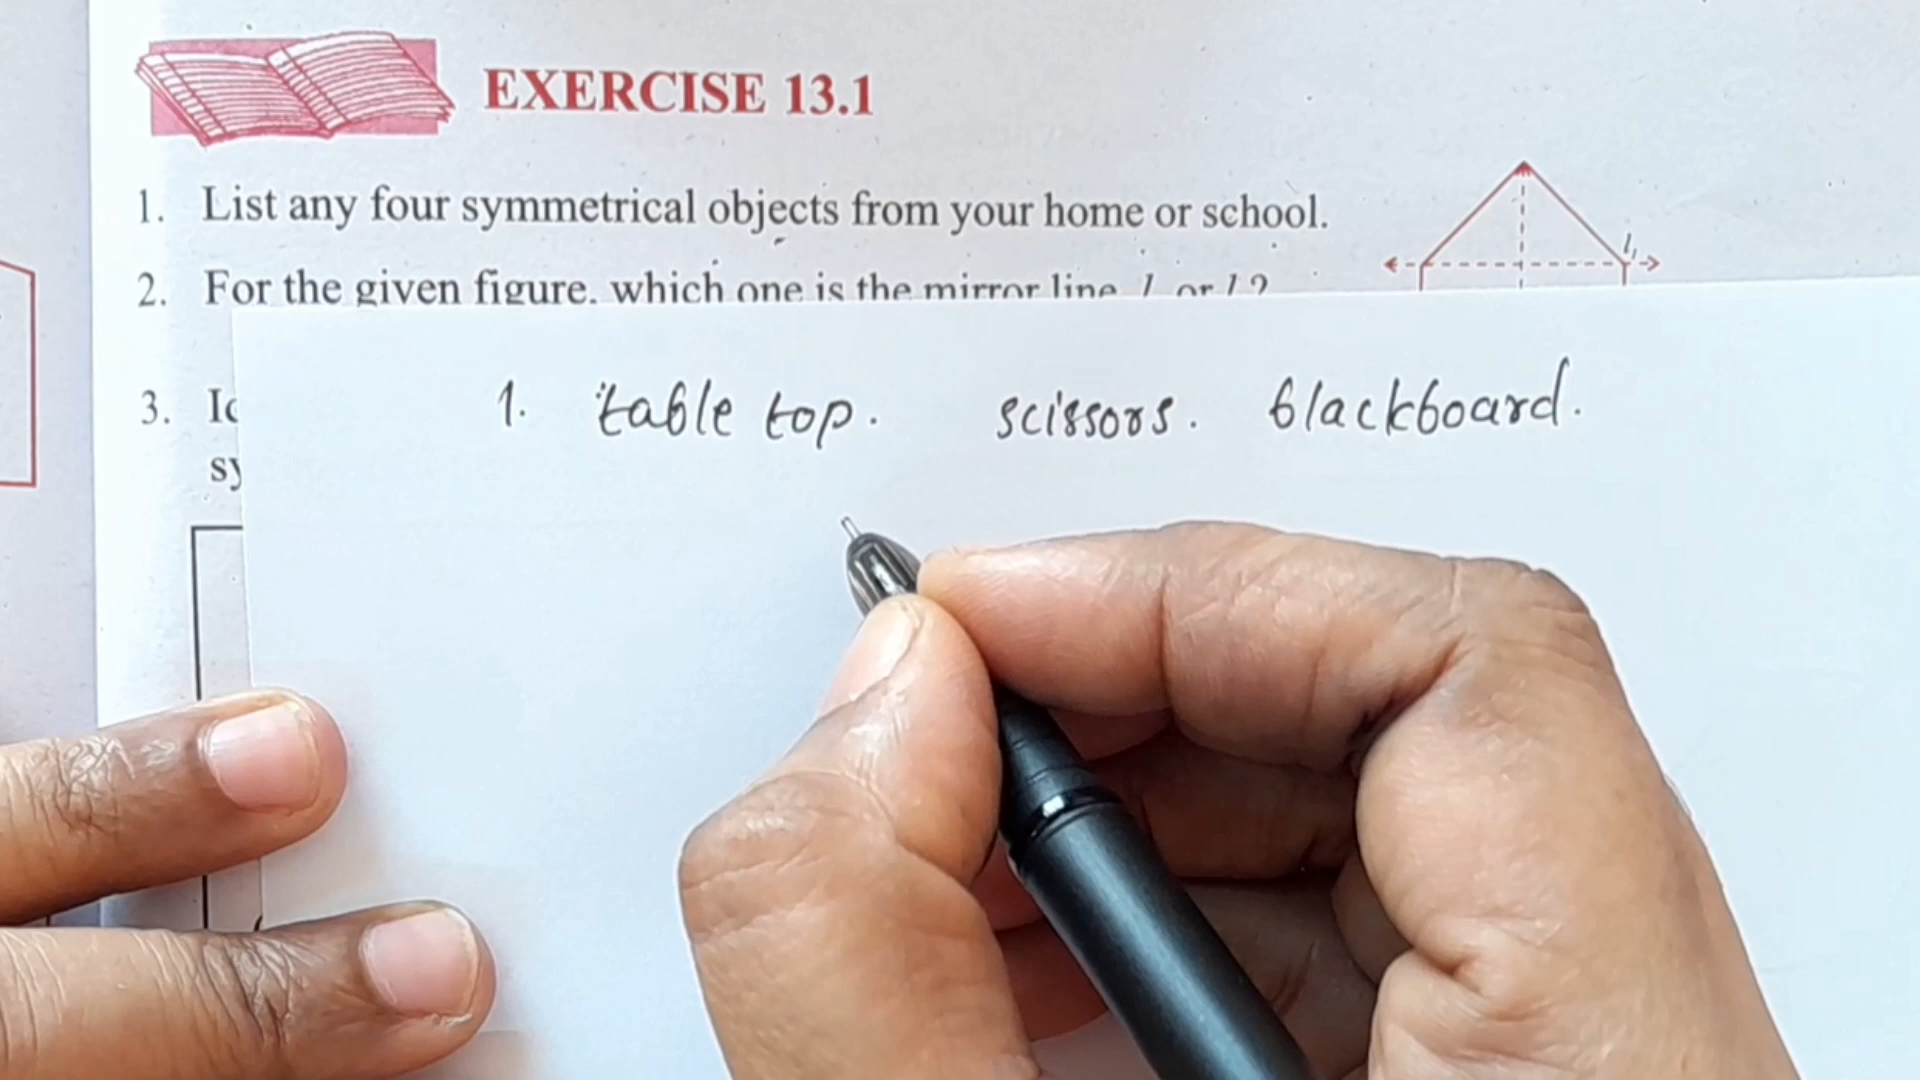 EXERCISE 13.1
1. List any four symmetrical objects from your home or school.
2. For the given figure, which one is the mirror line, l or l ?
l
3.
1. table top. scissors. blackboard.